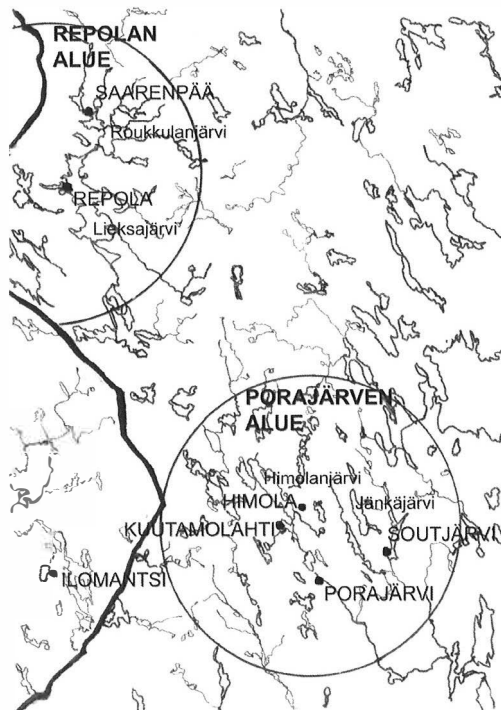 REPOLAN
ALUE
SAARENPÄÄ
Roukkulanjärvi
REPOLA
Lieksajärvi
PORAJÄRVEN
ALUE
Himolanjärvi
HIMOLA
Jänkäjärvi
KUUTAMOLAHTI
SOUTJÄRVI
ILOMANTSI
PORAJÄRVI